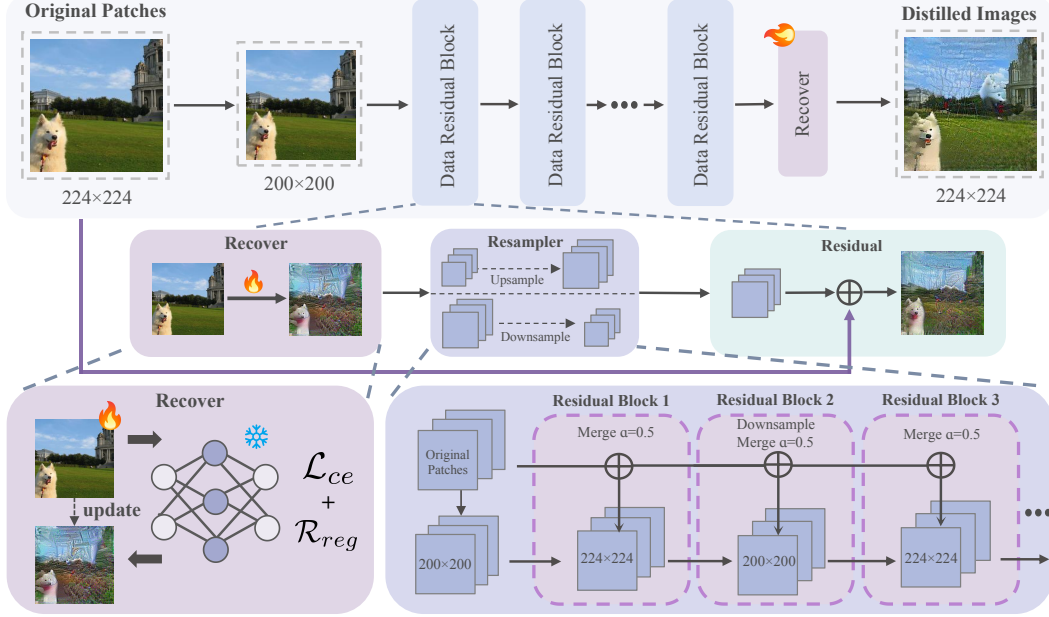 Original Patches
Distilled Images
Data Residual Block
Data Residual Block
Data Residual Block
Recover
224×224
200×200
224×224
Recover
Resampler
Residual
Upsample
Downsample
Recover
update
ℒce
+
ℛreg
Residual Block 1
Residual Block 2
Residual Block 3
Original
Patches
Merge α=0.5
Downsample
Merge α=0.5
Merge α=0.5
200×200
224×224
200×200
224×224